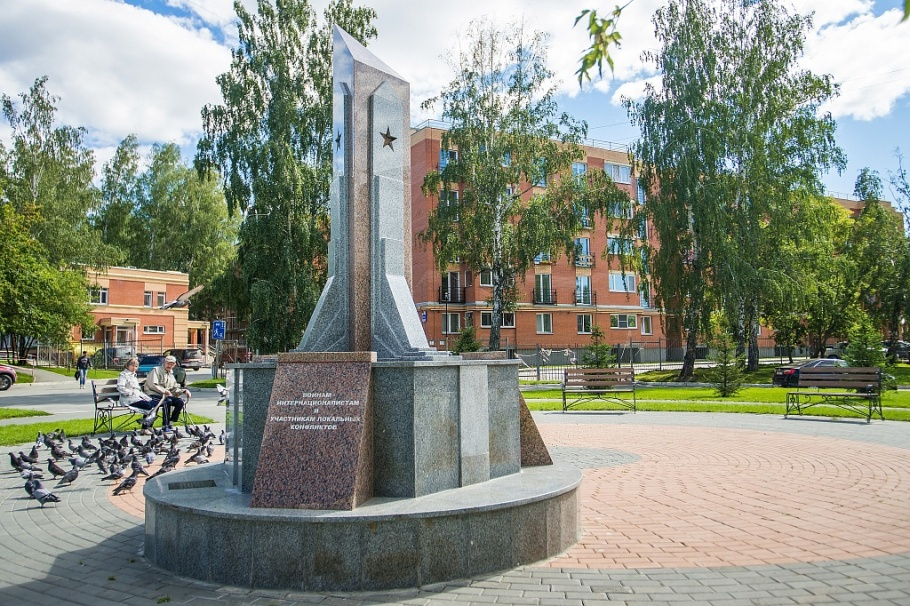 ВОИНАМ -
ИНТЕРНАЦИОНАЛИСТАМ
И
УЧАСТНИКАМ ЛОКАЛЬНЫХ
КОНФЛИКТОВ